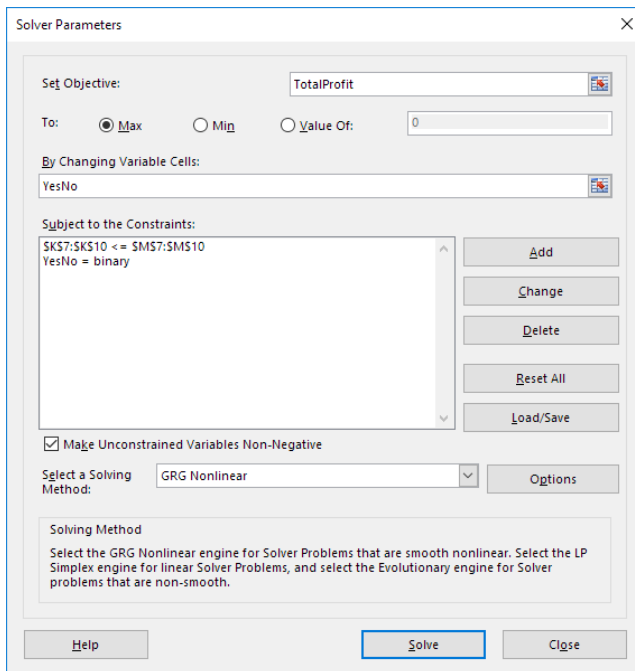 Solver Parameters
Set Objective: TotalProfit
To: Max Min Value Of: 0
By Changing Variable Cells:
YesNo
Subject to the Constraints:
$K$7:$K$10 <= $M$7:$M$10
YesNo = binary
Add
Change
Delete
Reset All
Load/Save
Make Unconstrained Variables Non-Negative
Select a Solving
Method:
GRG Nonlinear
Options
Solving Method
Select the GRG Nonlinear engine for Solver Problems that are smooth nonlinear. Select the LP
Simplex engine for linear Solver Problems, and select the Evolutionary engine for Solver
problems that are non-smooth.
Help
Solve
Close